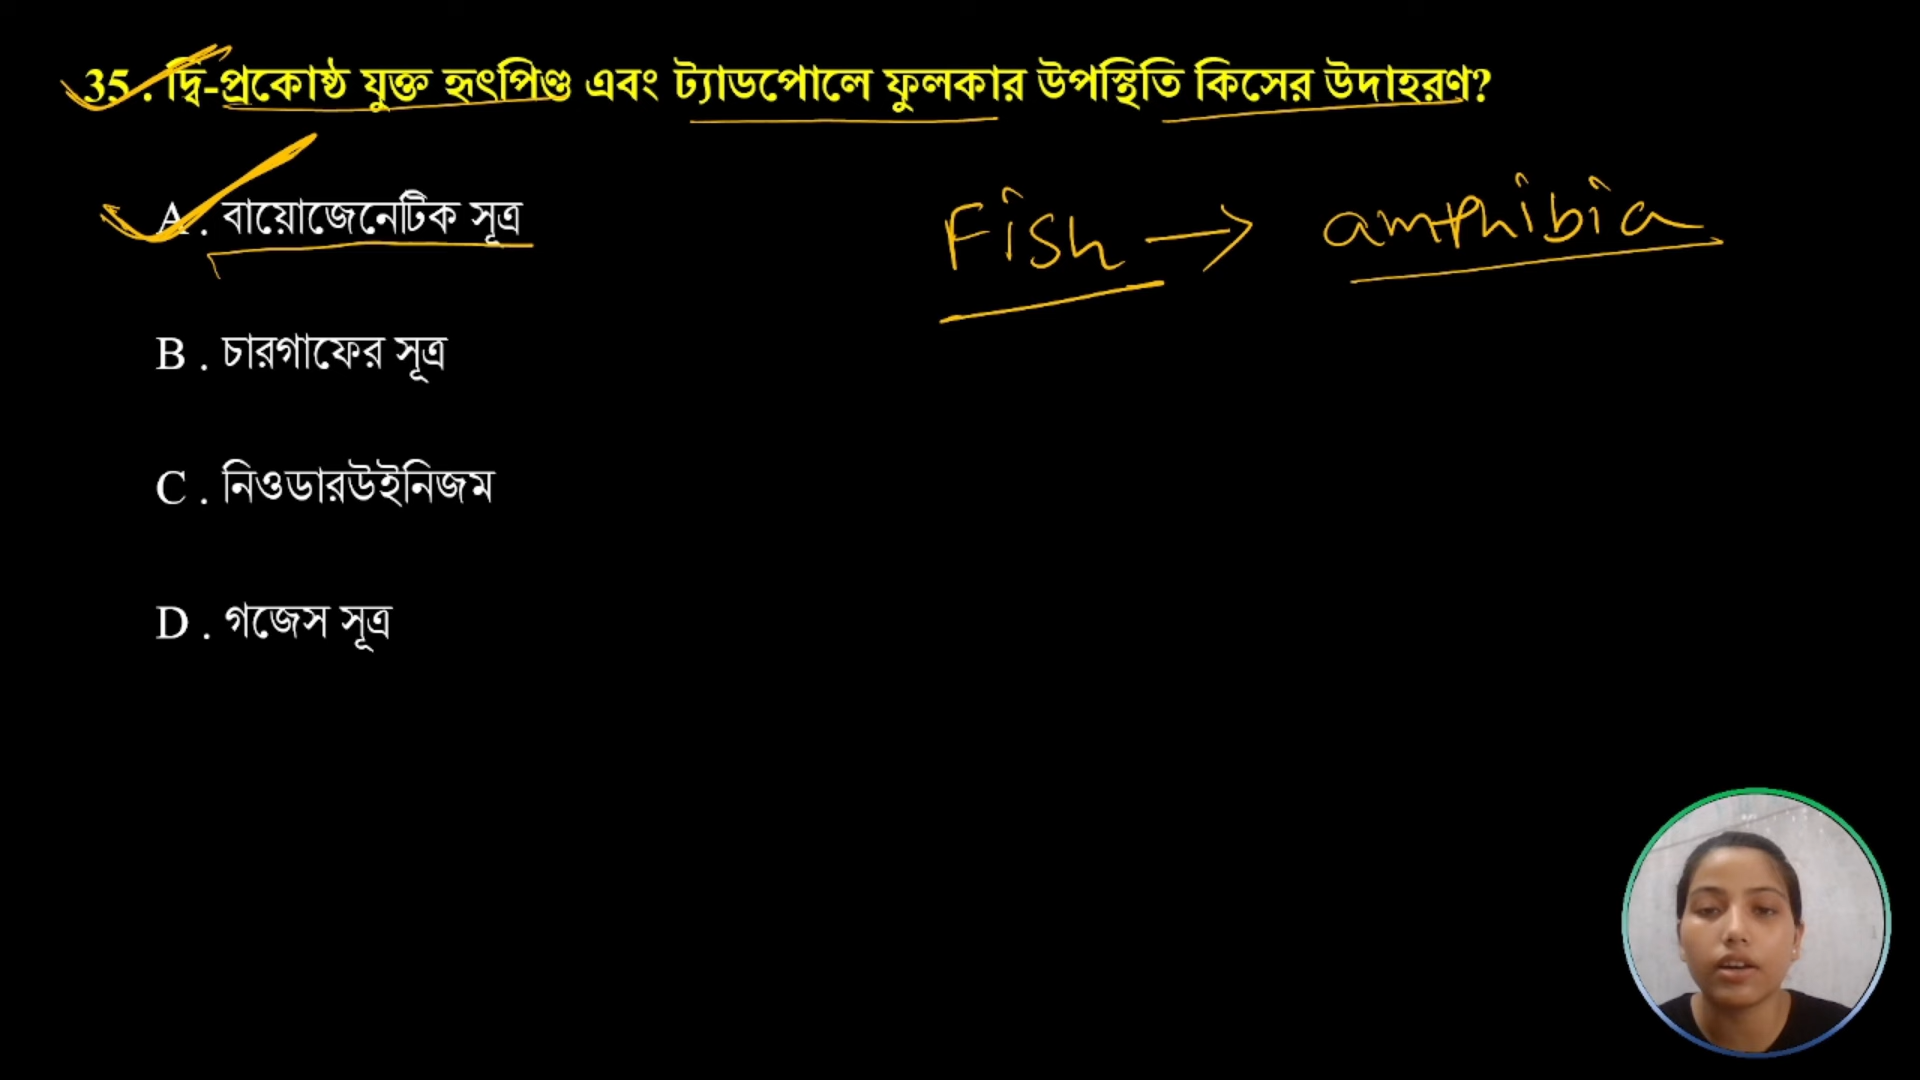 35 . দ্বি-প্রকোষ্ঠ যুক্ত হৃৎপিণ্ড এবং ট্যাডপোলে ফুলকার উপস্থিতি কিসের উদাহরণ?
A . বায়োজেনেটিক সূত্র
Fish → amphibia
B . চারগাফের সূত্র
C . নিওডারউইনিজম
D . গজেস সূত্র